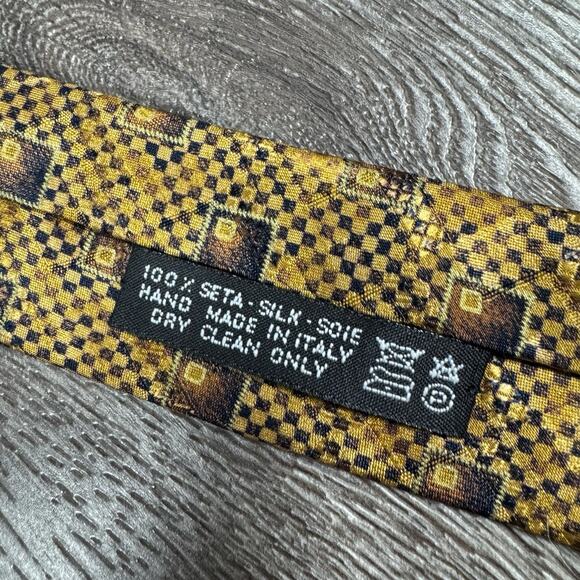 100% SETA - SILK - SOIE
HAND MADE IN ITALY
DRY CLEAN ONLY
P